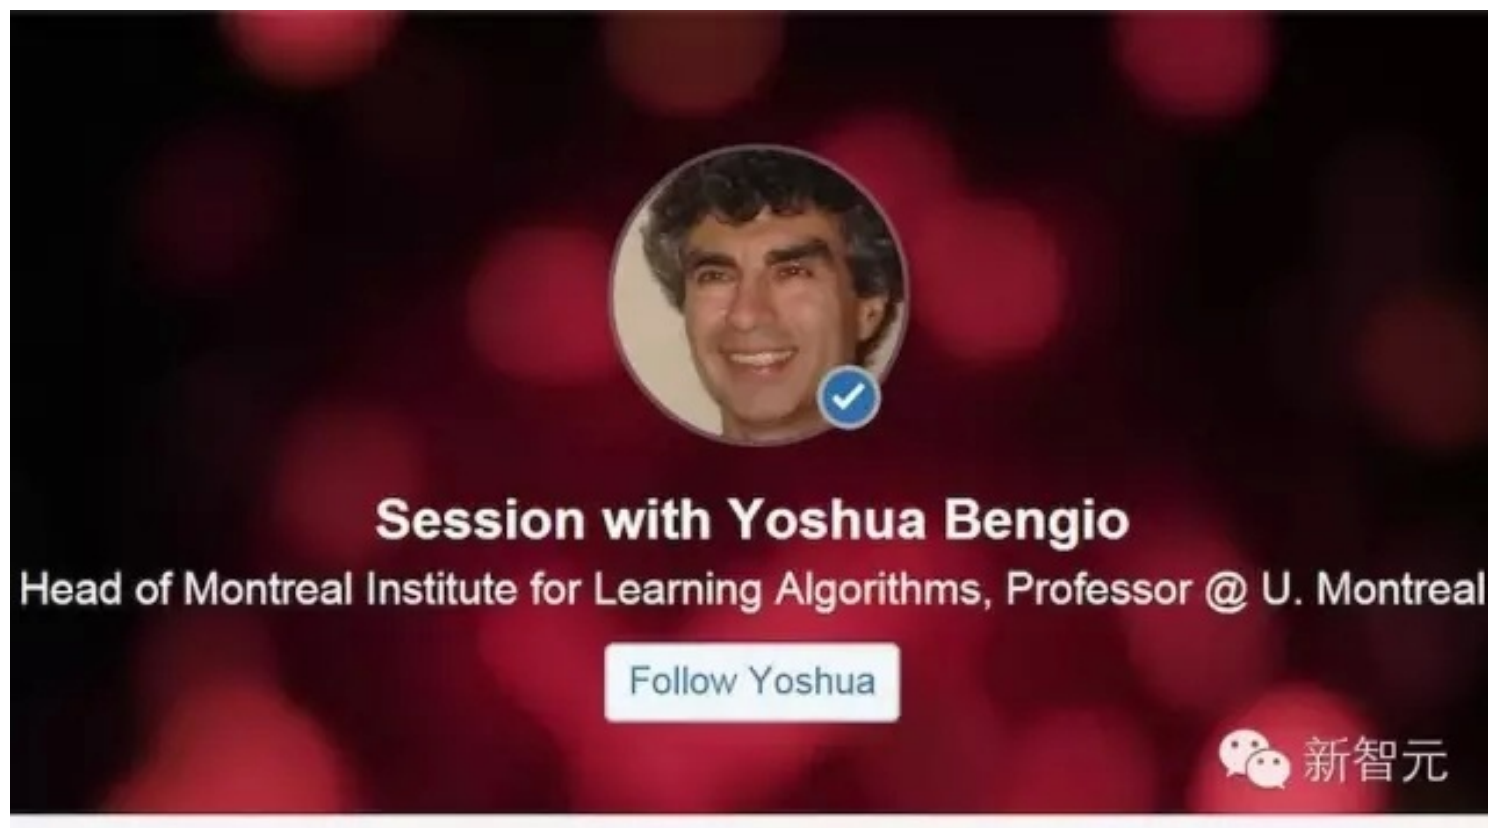 Session with Yoshua Bengio
Head of Montreal Institute for Learning Algorithms, Professor @ U. Montreal
Follow Yoshua
新智元